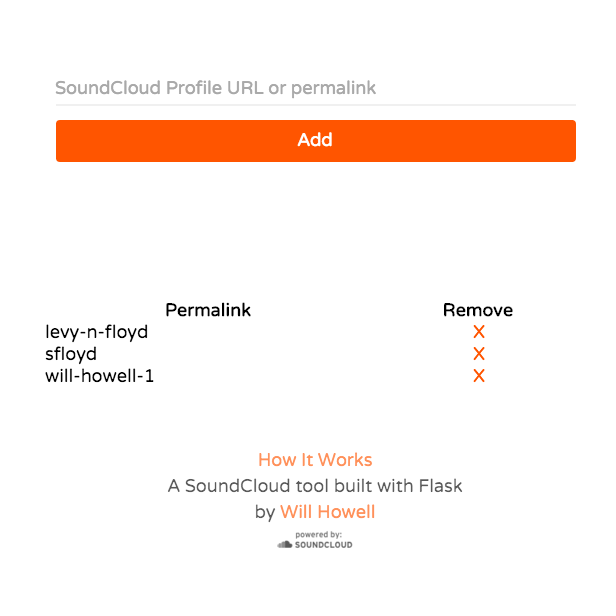 SoundCloud Profile URL or permalink
Add
Permalink Remove
levy-n-floyd X
sfloyd X
will-howell-1 X
How It Works
A SoundCloud tool built with Flask
by Will Howell
powered by:
SOUNDCLOUD